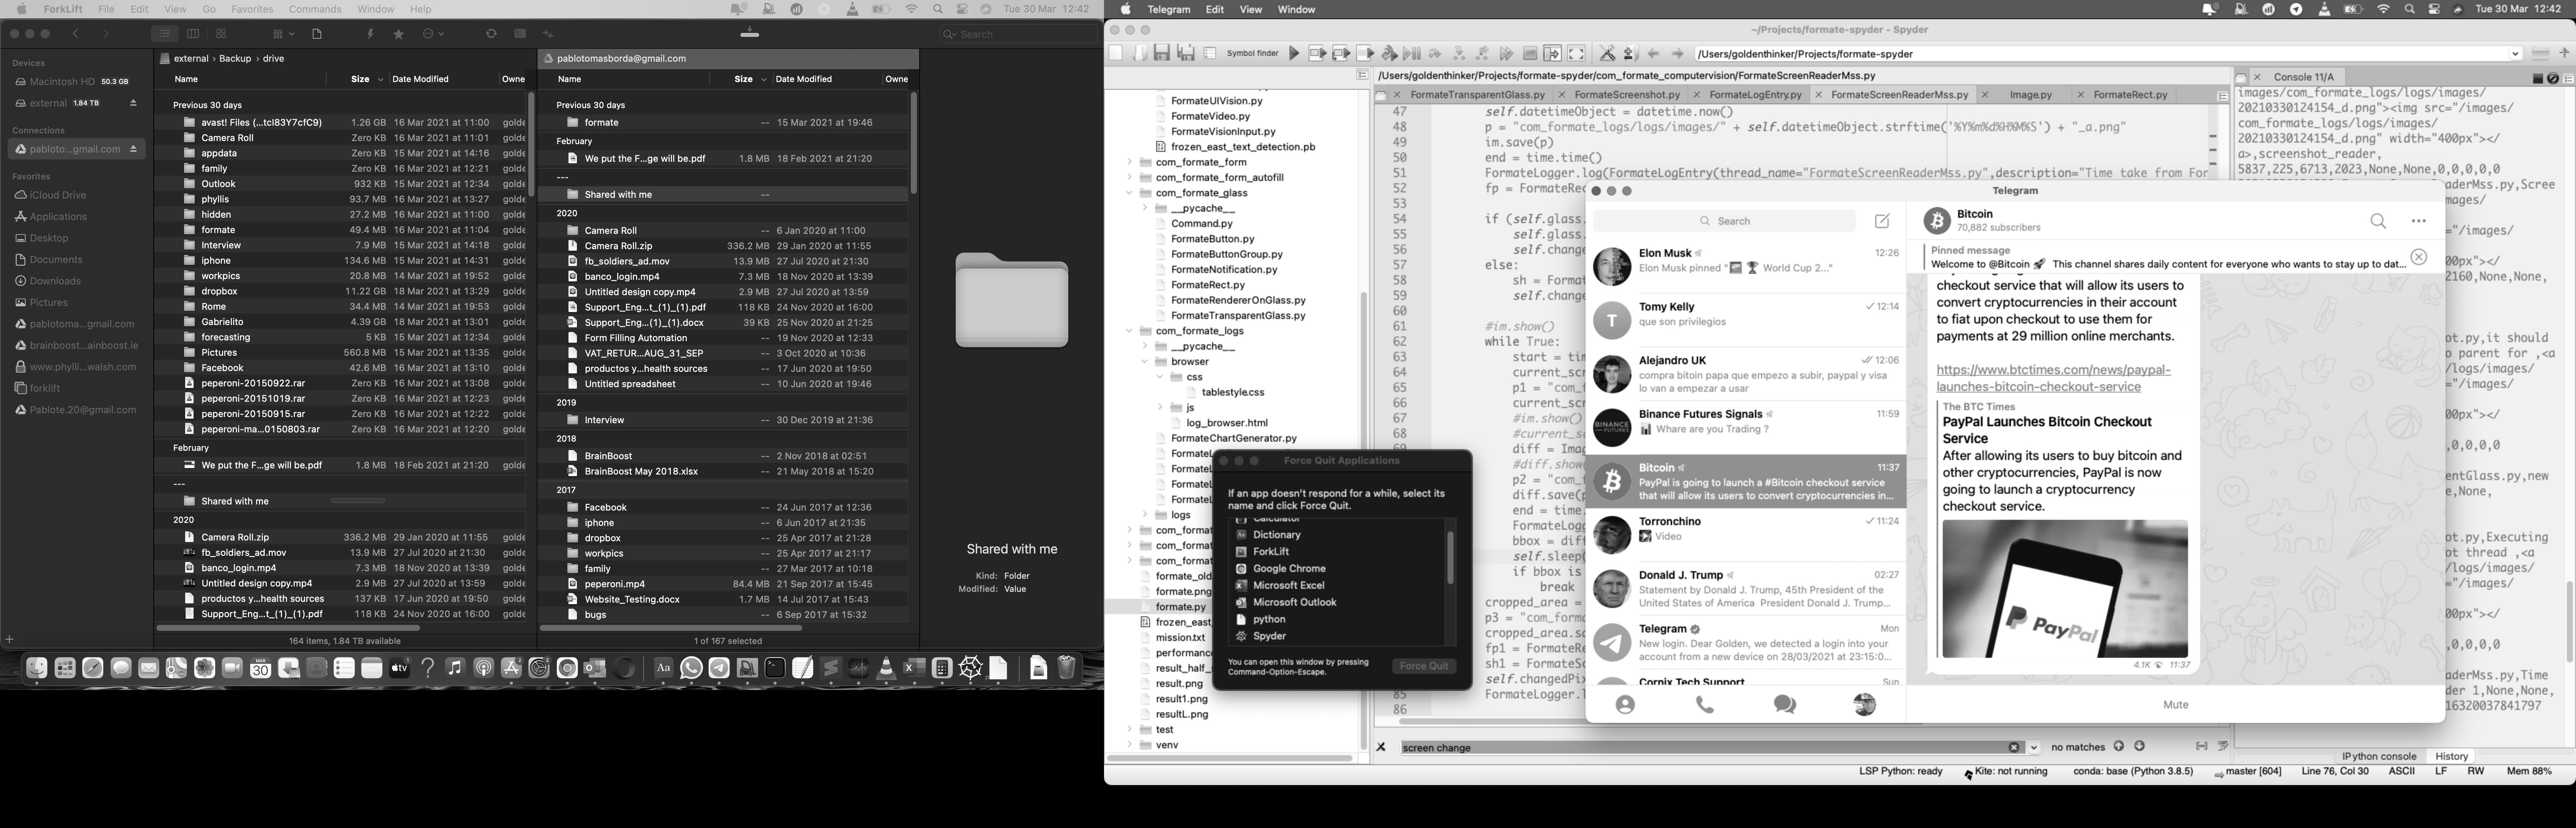 ForkLift File Edit View Go Favorites Commands Window Help
Tue 30 Mar 12:42
Search
Devices
Macintosh HD 50.3 GB
external 1.84 TB
Connections
pabloto...gmail.com
Favorites
iCloud Drive
Applications
Desktop
Documents
Downloads
Pictures
pablotoma...gmail.com
brainboost...ainboost.ie
www.phylli...walsh.com
forklift
Pablote.20@gmail.com
external › Backup › drive
Name Size Date Modified Owne
Previous 30 days
avast! Files (...tcl83Y7cfC9) 1.26 GB 16 Mar 2021 at 11:00 golde
Camera Roll Zero KB 16 Mar 2021 at 11:01 golde
appdata Zero KB 15 Mar 2021 at 14:16 golde
family Zero KB 16 Mar 2021 at 12:21 golde
Outlook 932 KB 15 Mar 2021 at 12:34 golde
phyllis 93.7 MB 16 Mar 2021 at 13:27 golde
hidden 27.2 MB 16 Mar 2021 at 11:00 golde
formate 49.4 MB 16 Mar 2021 at 11:04 golde
Interview 7.9 MB 15 Mar 2021 at 14:18 golde
iphone 134.6 MB 15 Mar 2021 at 14:31 golde
workpics 20.8 MB 14 Mar 2021 at 19:52 golde
dropbox 11.22 GB 18 Mar 2021 at 13:29 golde
Rome 34.4 MB 14 Mar 2021 at 19:53 golde
Gabrielito 4.39 GB 18 Mar 2021 at 13:01 golde
forecasting 5 KB 15 Mar 2021 at 12:34 golde
Pictures 560.8 MB 15 Mar 2021 at 13:35 golde
Facebook 42.6 MB 16 Mar 2021 at 13:10 golde
peperoni-20150922.rar Zero KB 16 Mar 2021 at 13:08 golde
peperoni-20151019.rar Zero KB 16 Mar 2021 at 12:23 golde
peperoni-20150915.rar Zero KB 16 Mar 2021 at 12:22 golde
peperoni-ma...0150803.rar Zero KB 16 Mar 2021 at 12:20 golde
February
We put the F...ge will be.pdf 1.8 MB 18 Feb 2021 at 21:20 golde
---
Shared with me
2020
Camera Roll.zip 336.2 MB 29 Jan 2020 at 11:55 golde
fb_soldiers_ad.mov 13.9 MB 27 Jul 2020 at 21:30 golde
banco_login.mp4 7.3 MB 18 Nov 2020 at 13:39 golde
Untitled design copy.mp4 2.9 MB 27 Jul 2020 at 13:59 golde
productos y...health sources 137 KB 17 Jun 2020 at 19:50 golde
Support_Eng...t_(1)_(1).pdf 118 KB 24 Nov 2020 at 16:00 golde
164 items, 1.84 TB available
pablotomasborda@gmail.com
Name Size Date Modified Owne
Previous 30 days
formate -- 15 Mar 2021 at 19:46
February
We put the F...ge will be.pdf 1.8 MB 18 Feb 2021 at 21:20
---
Shared with me --
2020
Camera Roll -- 6 Jan 2020 at 11:00
Camera Roll.zip 336.2 MB 29 Jan 2020 at 11:55
fb_soldiers_ad.mov 13.9 MB 27 Jul 2020 at 21:30
banco_login.mp4 7.3 MB 18 Nov 2020 at 13:39
Untitled design copy.mp4 2.9 MB 27 Jul 2020 at 13:59
Support_Eng...t_(1)_(1).pdf 118 KB 24 Nov 2020 at 16:00
Support_Eng...(1)_(1).docx 39 KB 25 Nov 2020 at 21:25
Form Filling Automation -- 19 Nov 2020 at 12:33
VAT_RETUR...AUG_31_SEP -- 3 Oct 2020 at 10:36
productos y...health sources -- 17 Jun 2020 at 19:50
Untitled spreadsheet -- 10 Jun 2020 at 19:46
2019
Interview -- 30 Dec 2019 at 21:36
2018
BrainBoost -- 2 Nov 2018 at 02:51
BrainBoost May 2018.xlsx -- 21 May 2018 at 15:20
2017
Facebook -- 24 Jun 2017 at 12:36
iphone -- 6 Jun 2017 at 21:35
dropbox -- 25 Apr 2017 at 21:28
workpics -- 25 Apr 2017 at 21:17
family -- 27 Mar 2017 at 10:18
peperoni.mp4 84.4 MB 21 Sep 2017 at 15:45
Website_Testing.docx 1.7 MB 14 Jul 2017 at 15:43
bugs -- 6 Sep 2017 at 15:32
1 of 167 selected
Shared with me
Kind: Folder
Modified: Value
MAR
30
tv
Aa
Telegram Edit View Window
Tue 30 Mar 12:42
~/Projects/formate-spyder - Spyder
Symbol finder
/Users/goldenthinker/Projects/formate-spyder
/Users/goldenthinker/Projects/formate-spyder/com_formate_computervision/FormateScreenReaderMss.py
FormateTransparentGlass.py FormateScreenshot.py FormateLogEntry.py FormateScreenReaderMss.py Image.py FormateRect.py
FormateUIVision.py
FormateVideo.py
FormateVisionInput.py
frozen_east_text_detection.pb
com_formate_form
com_formate_form_autofill
com_formate_glass
__pycache__
Command.py
FormateButton.py
FormateButtonGroup.py
FormateNotification.py
FormateRect.py
FormateRendererOnGlass.py
FormateTransparentGlass.py
com_formate_logs
__pycache__
browser
css
tablestyle.css
js
log_browser.html
FormateChartGenerator.py
FormateL
FormateL
FormateL
FormateL
logs
com_format
com_format
com_format
formate_old
formate.png
formate.py
frozen_east_
mission.txt
performance
result_half_s
result.png
result1.png
resultL.png
test
venv
47 self.datetimeObject = datetime.now()
48 p = "com_formate_logs/logs/images/" + self.datetimeObject.strftime('%Y%m%d%H%M%S') + "_a.png"
49 im.save(p)
50 end = time.time()
51 FormateLogger.log(FormateLogEntry(thread_name="FormateScreenReaderMss.py",description="Time take from For
52 fp = FormateRec
53
54 if (self.glass.
55 self.glass.
56 self.change
57 else:
58 sh = Format
59 self.change
60
61 #im.show()
62 while True:
63 start = tim
64 current_scr
65 p1 = "com_f
66 current_scr
67 #im.show()
68 #current_sc
69 diff = Imag
#diff.show(
p2 = "com_f
diff.save(p
end = time.
FormateLogg
bbox = diff
self.sleep(
if bbox is
break
cropped_area =
p3 = "com_forma
cropped_area.sa
fp1 = FormateRe
sh1 = FormateSc
self.changedPix
85 FormateLogger.l
86
Force Quit Applications
If an app doesn't respond for a while, select its
name and click Force Quit.
Calculator
Dictionary
ForkLift
Google Chrome
Microsoft Excel
Microsoft Outlook
python
Spyder
You can open this window by pressing
Command-Option-Escape.
Force Quit
Telegram
Search
Elon Musk 12:26
Elon Musk pinned " World Cup 2..."
T
Tomy Kelly 12:14
que son privilegios
Alejandro UK 12:06
compra bitoin papa que empezo a subir, paypal y visa
lo van a empezar a usar
BINANCE
FUTURES
Binance Futures Signals 11:59
Whare are you Trading ?
Bitcoin 11:37
PayPal is going to launch a #Bitcoin checkout service
that will allow its users to convert cryptocurrencies in...
Torronchino 11:24
Video
Donald J. Trump 02:27
Statement by Donald J. Trump, 45th President of the
United States of America President Donald J. Trump...
Telegram Mon
New login. Dear Golden, we detected a login into your
account from a new device on 28/03/2021 at 23:15:0...
Cornix Tech Support Sun
Bitcoin
70,882 subscribers
Pinned message
Welcome to @Bitcoin 🚀 This channel shares daily content for everyone who wants to stay up to dat...
checkout service that will allow its users to
convert cryptocurrencies in their account
to fiat upon checkout to use them for
payments at 29 million online merchants.
https://www.btctimes.com/news/paypal-
launches-bitcoin-checkout-service
The BTC Times
PayPal Launches Bitcoin Checkout
Service
After allowing its users to buy bitcoin and
other cryptocurrencies, PayPal is now
going to launch a cryptocurrency
checkout service.
PayPal
4.1K 11:37
Mute
Console 11/A
images/com_formate_logs/logs/images/
20210330124154_d.png"><img src="/images/
com_formate_logs/logs/images/
20210330124154_d.png" width="400px"></
a>,screenshot_reader,
5837,225,6713,2023,None,None,0,0,0,0,0
screen change
no matches
IPython console History
LSP Python: ready Kite: not running conda: base (Python 3.8.5) master [604] Line 76, Col 30 ASCII LF RW Mem 88%